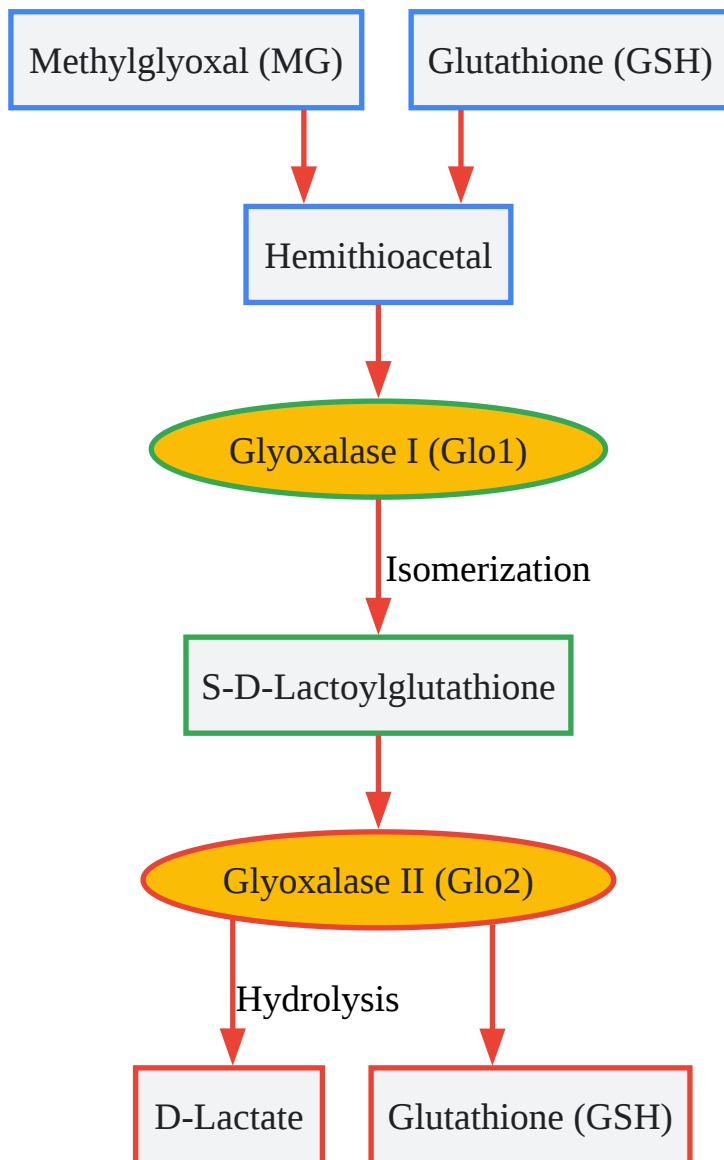 Methylglyoxal (MG)
Glutathione (GSH)
Hemithioacetal
Glyoxalase I (Glo1)
Isomerization
S-D-Lactoylglutathione
Glyoxalase II (Glo2)
Hydrolysis
D-Lactate
Glutathione (GSH)